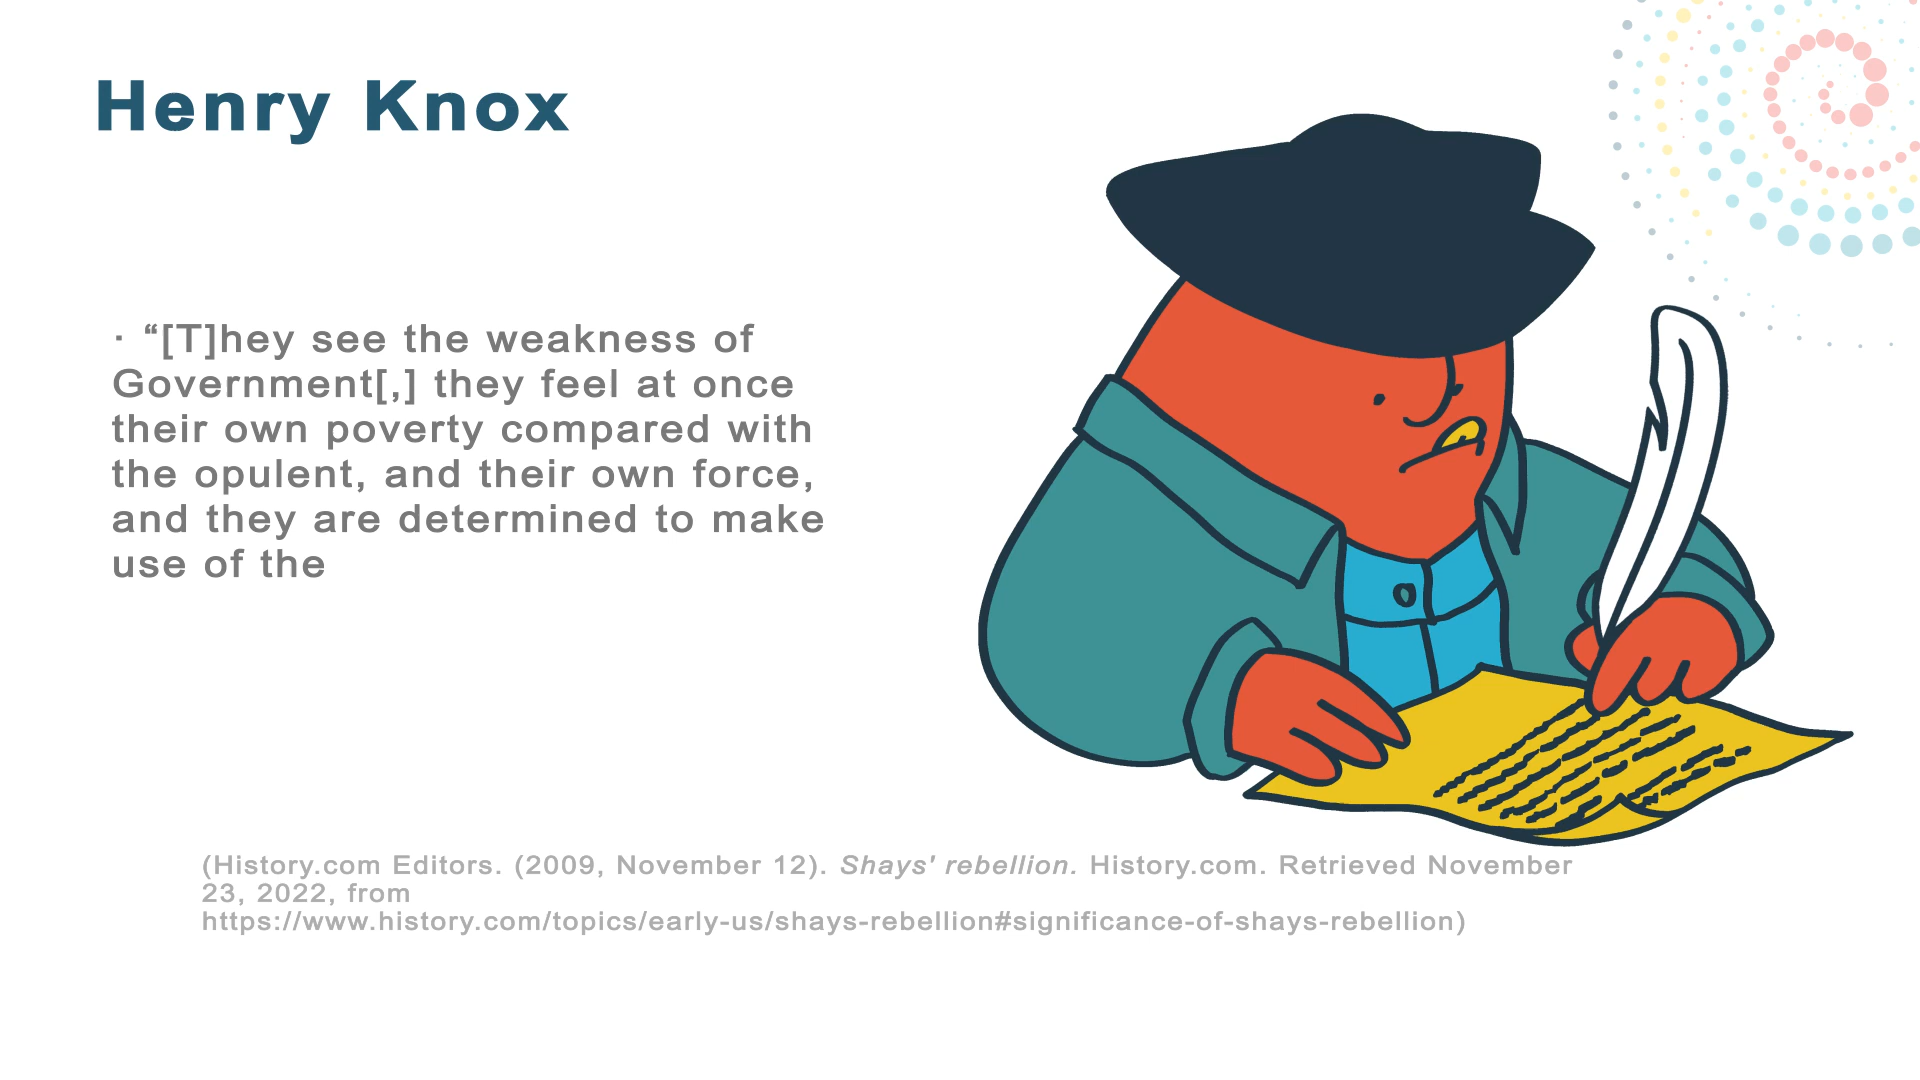 Henry Knox
· “[T]hey see the weakness of
Government[,] they feel at once
their own poverty compared with
the opulent, and their own force,
and they are determined to make
use of the
(History.com Editors. (2009, November 12). Shays' rebellion. History.com. Retrieved November
23, 2022, from
https://www.history.com/topics/early-us/shays-rebellion#significance-of-shays-rebellion)